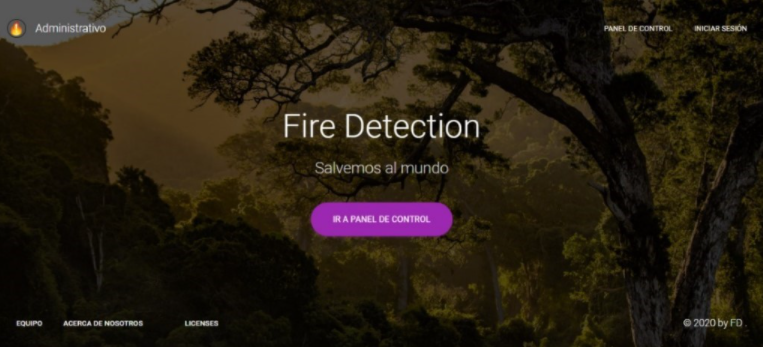 Administrativo
PANEL DE CONTROL
INICIAR SESIÓN
Fire Detection
Salvemos al mundo
IR A PANEL DE CONTROL
EQUIPO
ACERCA DE NOSOTROS
LICENSES
© 2020 by FD .